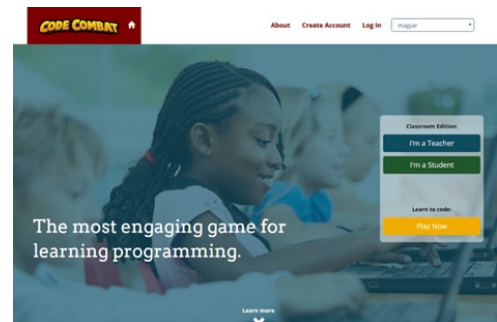 CODE COMBAT
About Create Account Log In magyar
Classroom Edition:
I'm a Teacher
I'm a Student
Learn to code:
Play Now
The most engaging game for
learning programming.
Learn more